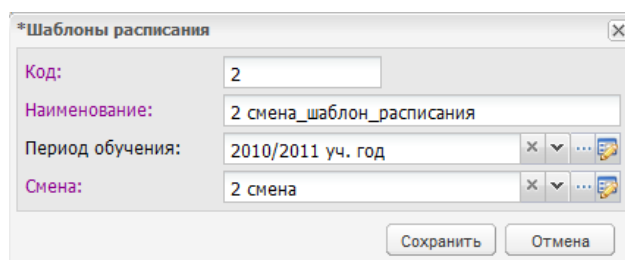 *Шаблоны расписания
Код: 2
Наименование: 2 смена_шаблон_расписания
Период обучения: 2010/2011 уч. год
Смена: 2 смена
Сохранить Отмена